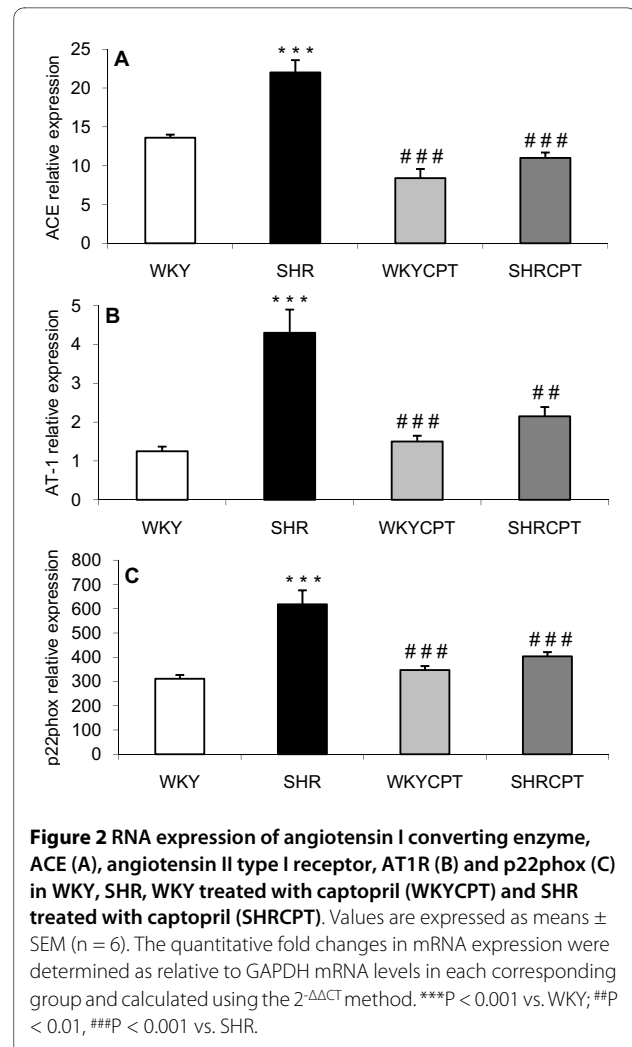 A
ACE relative expression
25
20
15
10
5
0
* * *
# # #
# # #
WKY
SHR
WKYCPT
SHRCPT
B
AT-1 relative expression
5
4
3
2
1
0
* * *
# # #
# #
WKY
SHR
WKYCPT
SHRCPT
C
p22phox relative expression
800
700
600
500
400
300
200
100
0
* * *
# # #
# # #
WKY
SHR
WKYCPT
SHRCPT
Figure 2 RNA expression of angiotensin I converting enzyme,
ACE (A), angiotensin II type I receptor, AT1R (B) and p22phox (C)
in WKY, SHR, WKY treated with captopril (WKYCPT) and SHR
treated with captopril (SHRCPT). Values are expressed as means ±
SEM (n = 6). The quantitative fold changes in mRNA expression were
determined as relative to GAPDH mRNA levels in each corresponding
group and calculated using the 2-ΔΔCT method. ***P < 0.001 vs. WKY; ##P
< 0.01, ###P < 0.001 vs. SHR.